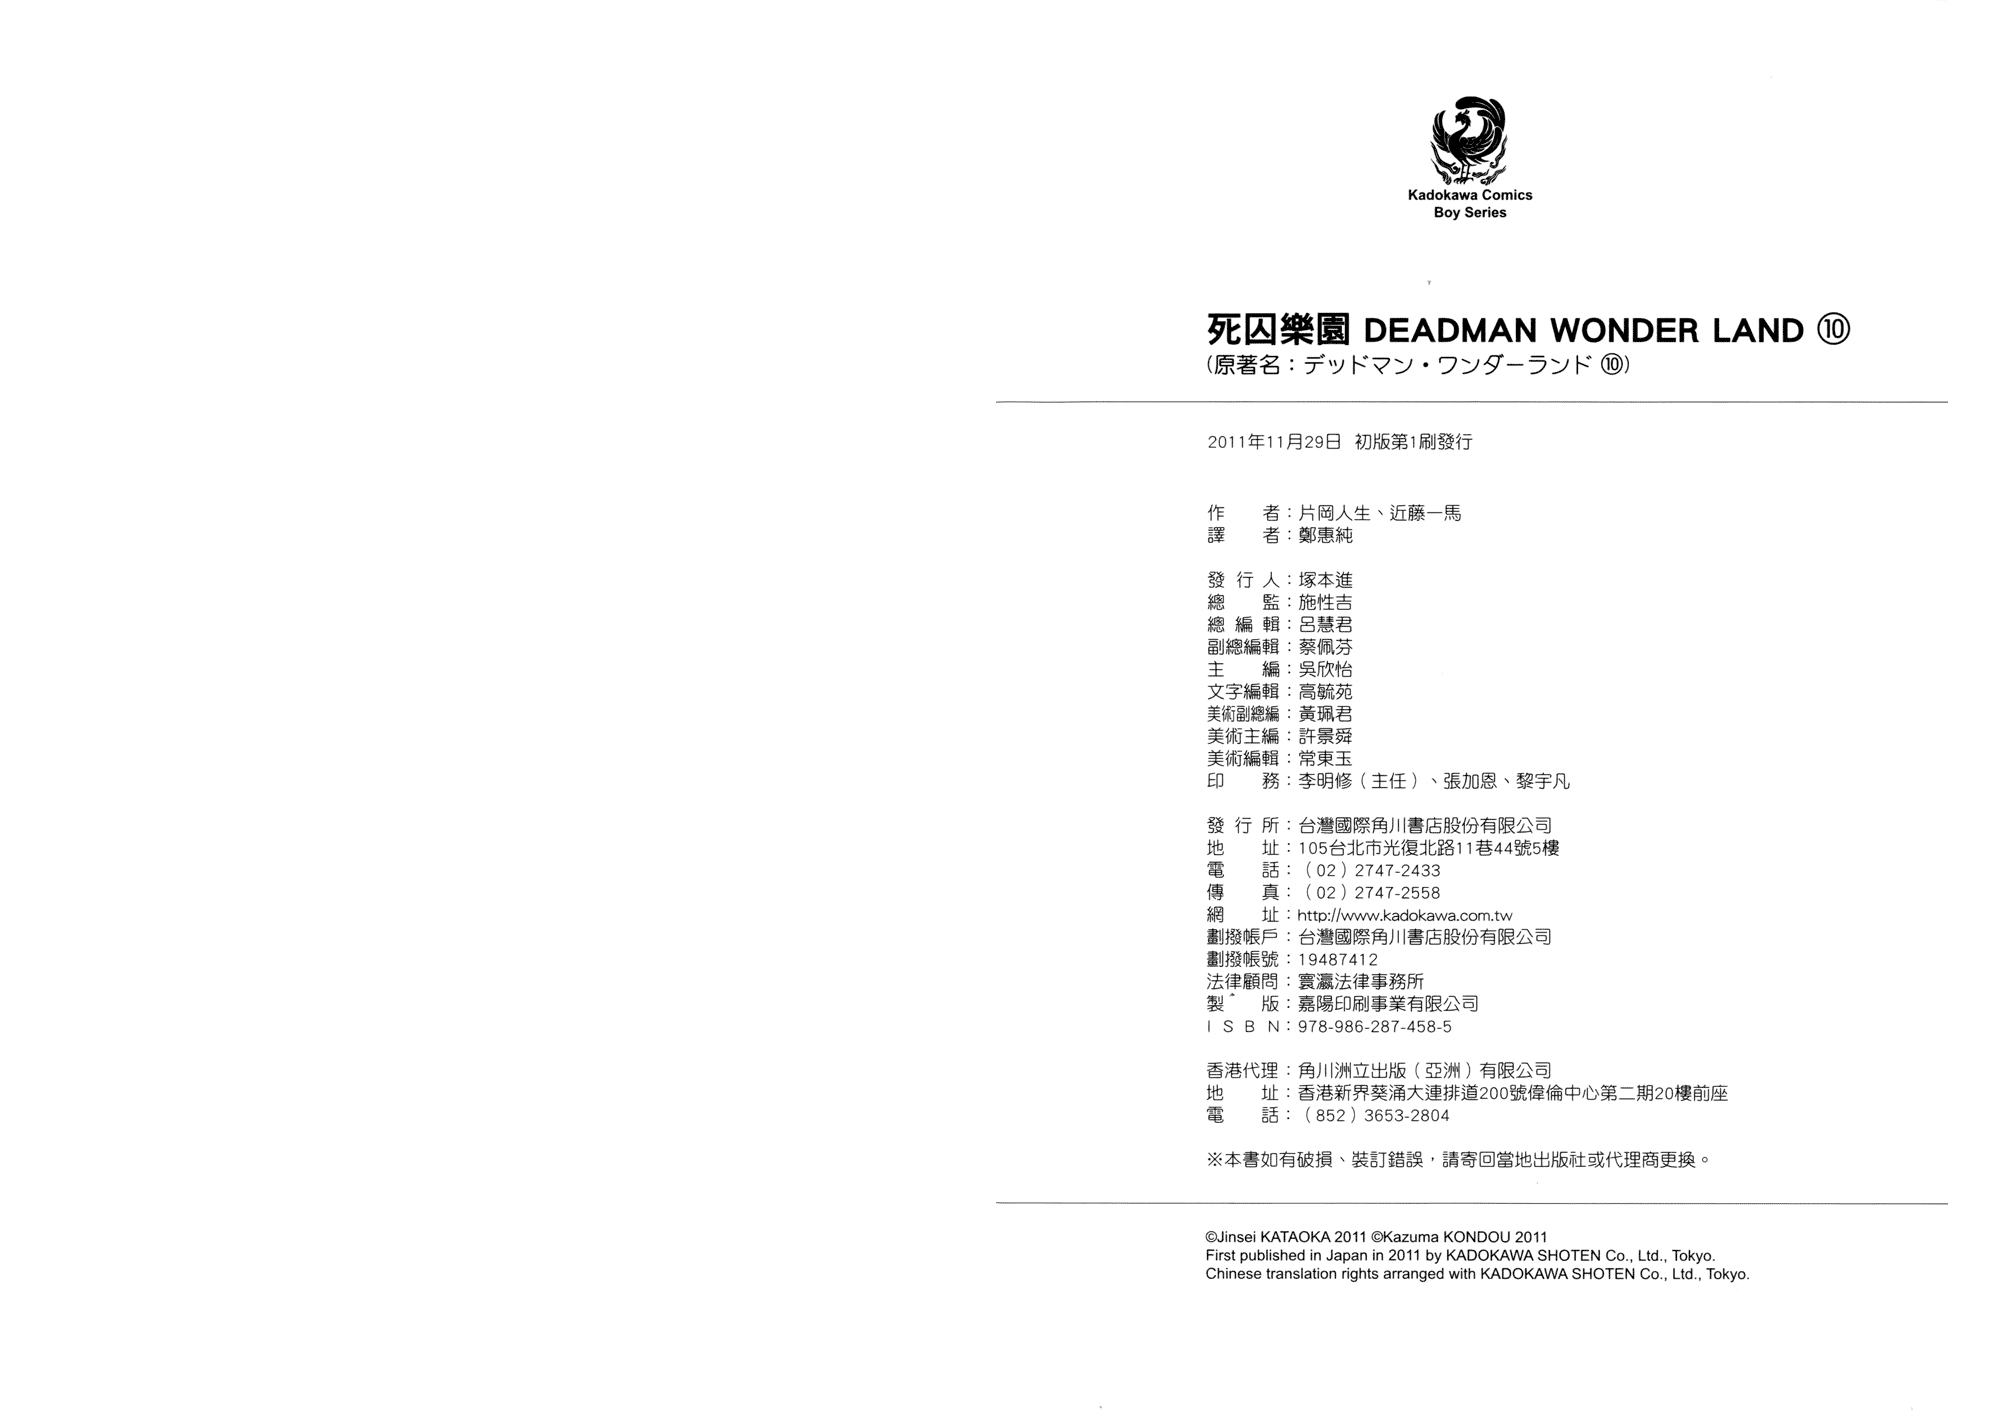 Kadokawa Comics
Boy Series
死囚樂園 DEADMAN WONDER LAND ⑩
(原著名：デッドマン・ワンダーランド ⑩)
2011年11月29日 初版第1刷發行
作 者：片岡人生、近藤一馬
譯 者：鄭惠純
發 行 人：塚本進
總 監：施性吉
總 編 輯：呂慧君
副總編輯：蔡佩芬
主 編：吳欣怡
文字編輯：高毓苑
美術副總編：黃珮君
美術主編：許景舜
美術編輯：常東玉
印 務：李明修（主任）、張加恩、黎宇凡
發 行 所：台灣國際角川書店股份有限公司
地 址：105台北市光復北路11巷44號5樓
電 話：（02）2747-2433
傳 真：（02）2747-2558
網 址：http://www.kadokawa.com.tw
劃撥帳戶：台灣國際角川書店股份有限公司
劃撥帳號：19487412
法律顧問：寰瀛法律事務所
製 版：嘉陽印刷事業有限公司
I S B N：978-986-287-458-5
香港代理：角川洲立出版（亞洲）有限公司
地 址：香港新界葵涌大連排道200號偉倫中心第二期20樓前座
電 話：（852）3653-2804
※本書如有破損、裝訂錯誤，請寄回當地出版社或代理商更換。
©Jinsei KATAOKA 2011 ©Kazuma KONDOU 2011
First published in Japan in 2011 by KADOKAWA SHOTEN Co., Ltd., Tokyo.
Chinese translation rights arranged with KADOKAWA SHOTEN Co., Ltd., Tokyo.